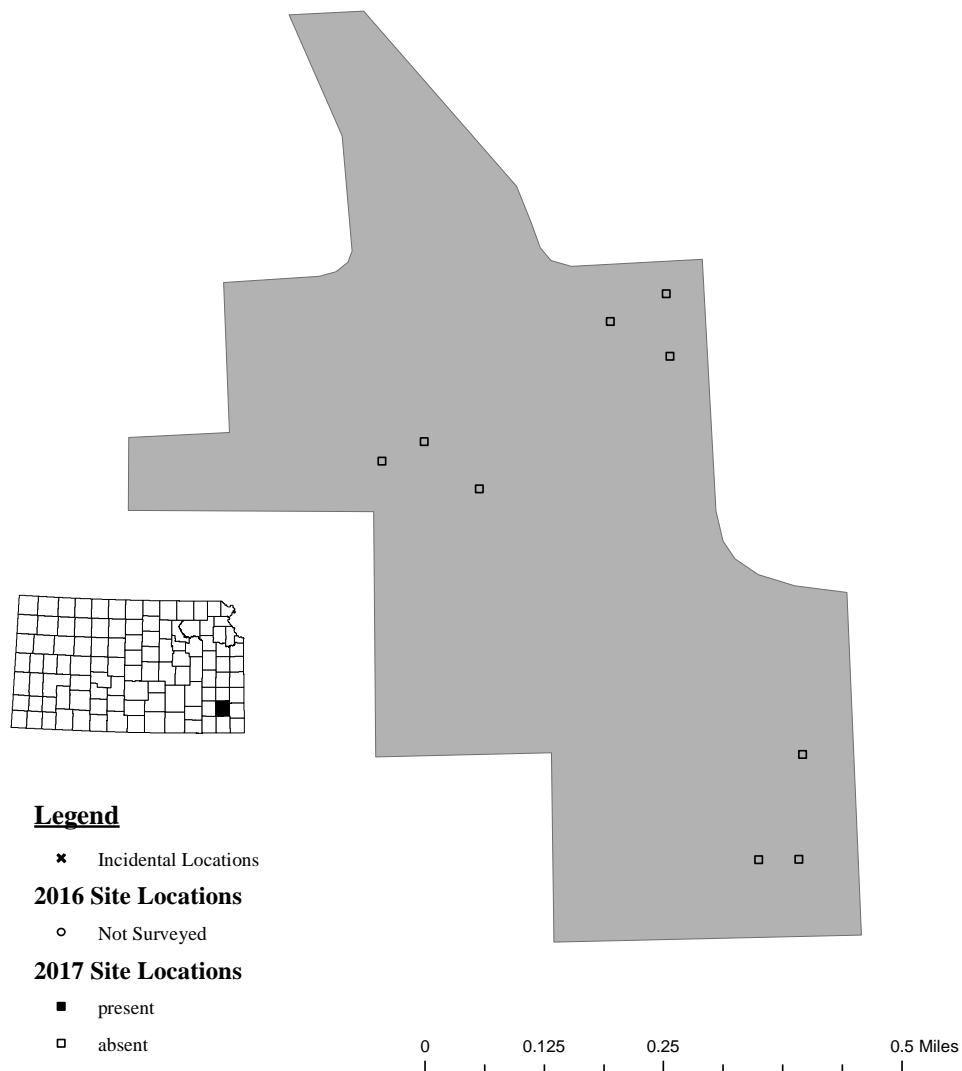 Legend
Incidental Locations
2016 Site Locations
Not Surveyed
2017 Site Locations
present
absent
0 0.125 0.25 0.5 Miles